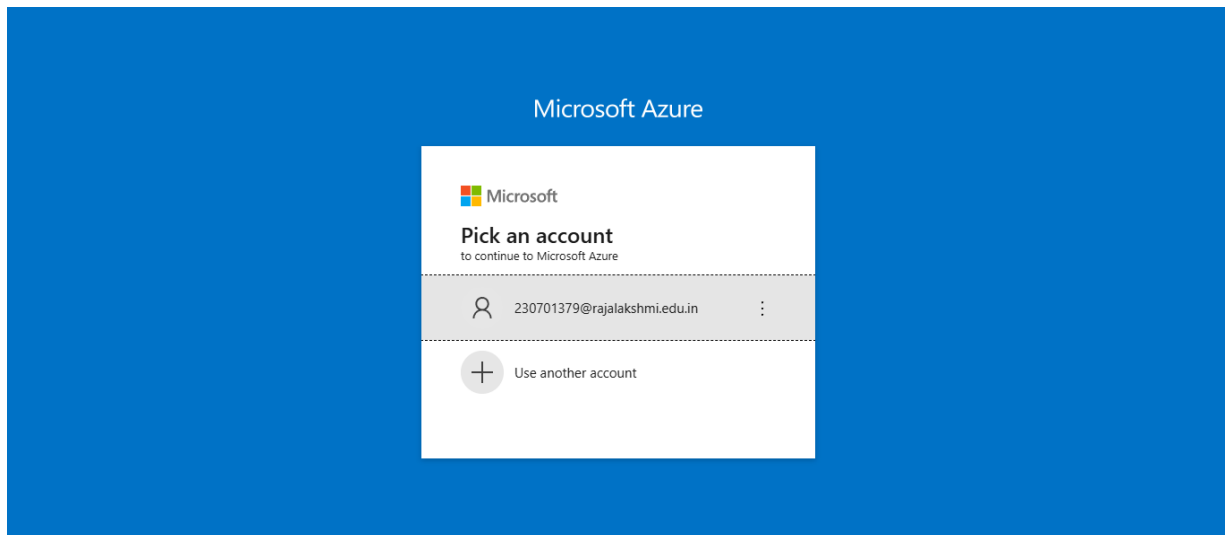 Microsoft Azure
Microsoft
Pick an account
to continue to Microsoft Azure
230701379@rajalakshmi.edu.in
Use another account